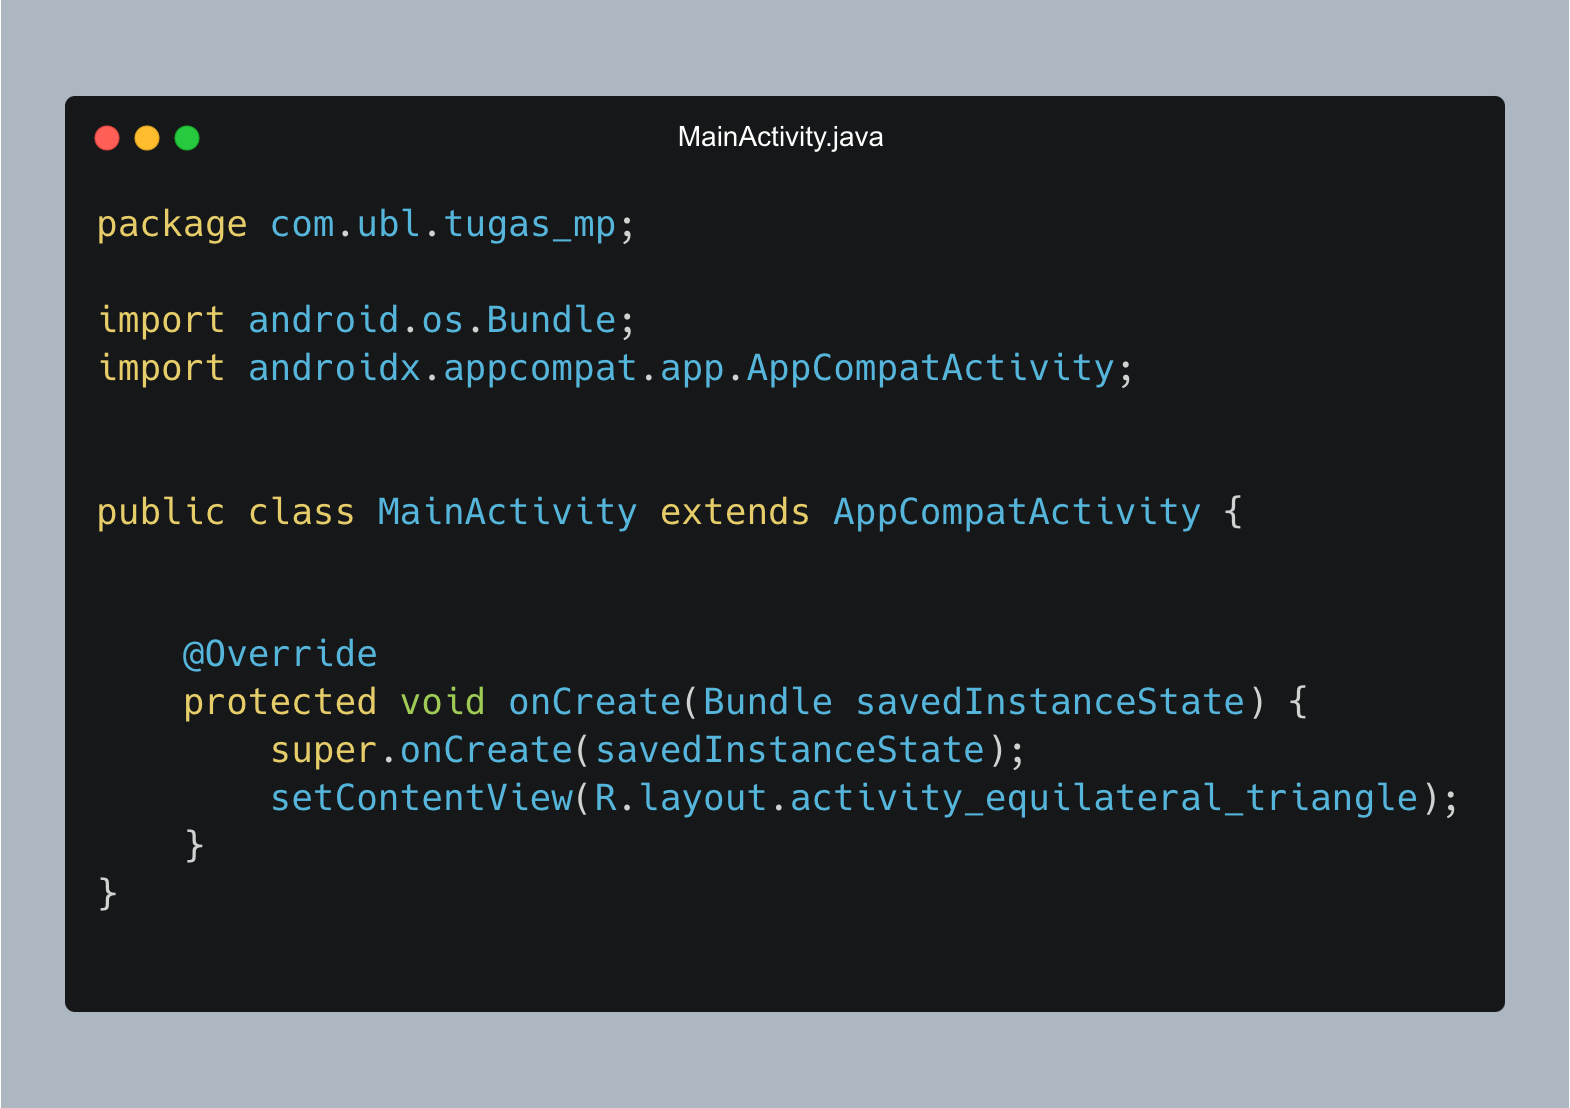 MainActivity.java
package com.ubl.tugas_mp;
import android.os.Bundle;
import androidx.appcompat.app.AppCompatActivity;
public class MainActivity extends AppCompatActivity {
    @Override
    protected void onCreate(Bundle savedInstanceState) {
        super.onCreate(savedInstanceState);
        setContentView(R.layout.activity_equilateral_triangle);
    }
}